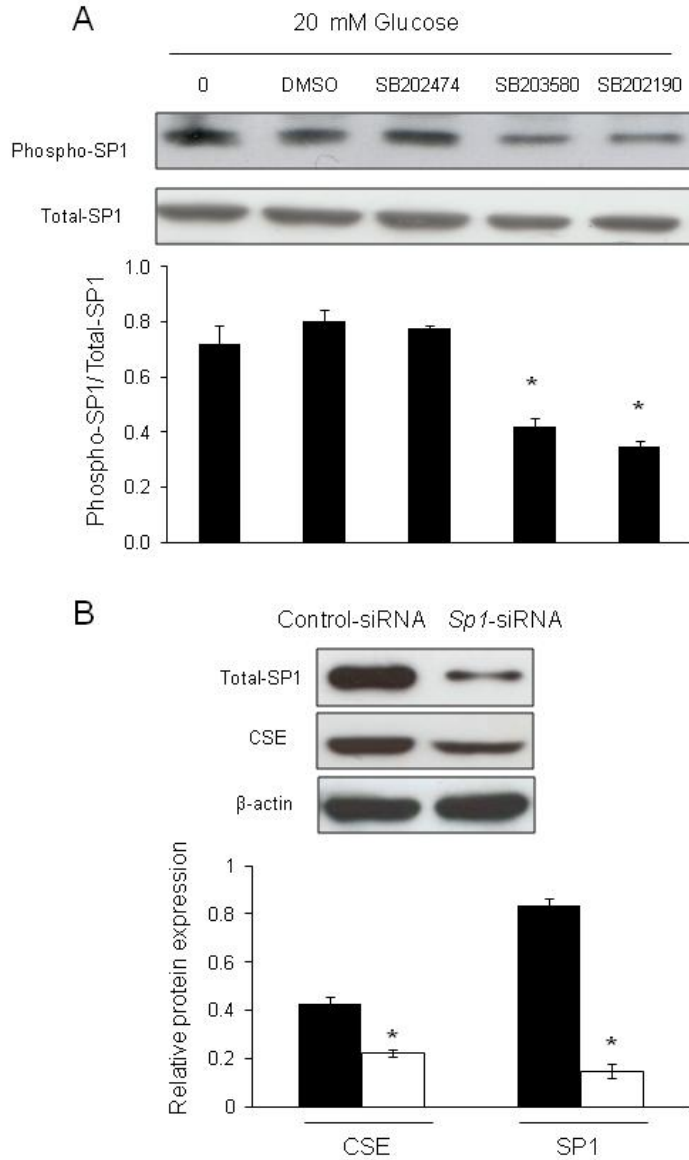 A
20 mM Glucose
0 DMSO SB202474 SB203580 SB202190
Phospho-SP1
Total-SP1
Phospho-SP1/Total-SP1
1.0
0.8
0.6
0.4
0.2
0.0
* *
B
Control-siRNA Sp1-siRNA
Total-SP1
CSE
β-actin
Relative protein expression
1
0.8
0.4
0.2
0
* *
CSE SP1